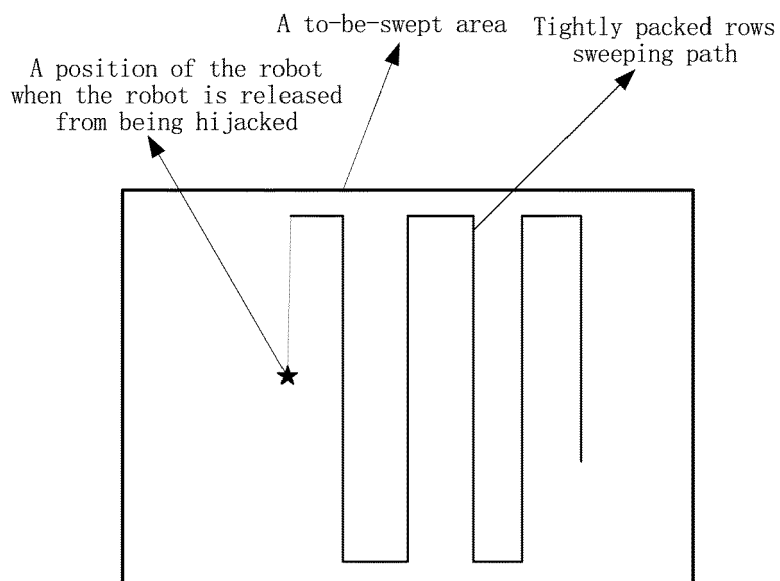 A to-be-swept area
Tightly packed rows
sweeping path
A position of the robot
when the robot is released
from being hijacked